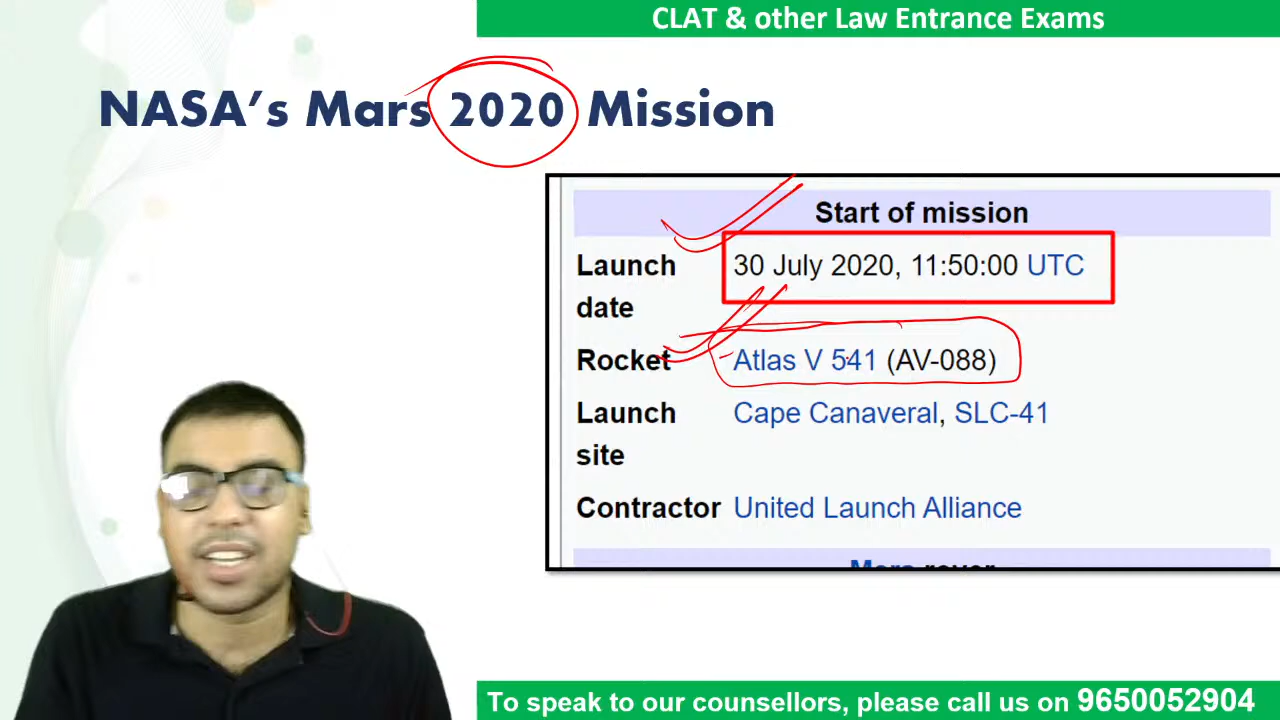 CLAT & other Law Entrance Exams
NASA's Mars 2020 Mission
Start of mission
Launch date 30 July 2020, 11:50:00 UTC
Rocket Atlas V 541 (AV-088)
Launch site Cape Canaveral, SLC-41
Contractor United Launch Alliance
Mars rover
To speak to our counsellors, please call us on 9650052904